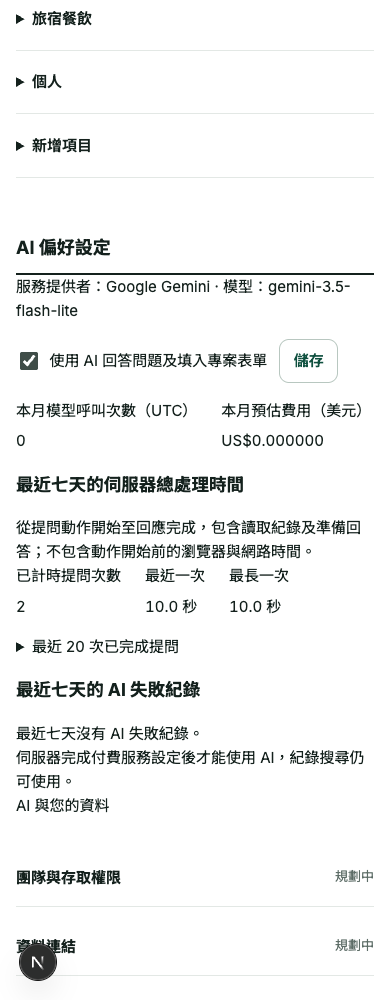 ▶ 旅宿餐飲
▶ 個人
▶ 新增項目
AI 偏好設定
服務提供者：Google Gemini · 模型：gemini-3.5-
flash-lite
使用 AI 回答問題及填入專案表單 儲存
本月模型呼叫次數（UTC） 本月預估費用（美元）
0 US$0.000000
最近七天的伺服器總處理時間
從提問動作開始至回應完成，包含讀取紀錄及準備回
答；不包含動作開始前的瀏覽器與網路時間。
已計時提問次數 最近一次 最長一次
2 10.0 秒 10.0 秒
▶ 最近 20 次已完成提問
最近七天的 AI 失敗紀錄
最近七天沒有 AI 失敗紀錄。
伺服器完成付費服務設定後才能使用 AI，紀錄搜尋仍
可使用。
AI 與您的資料
團隊與存取權限 規劃中
資料連結 規劃中
N